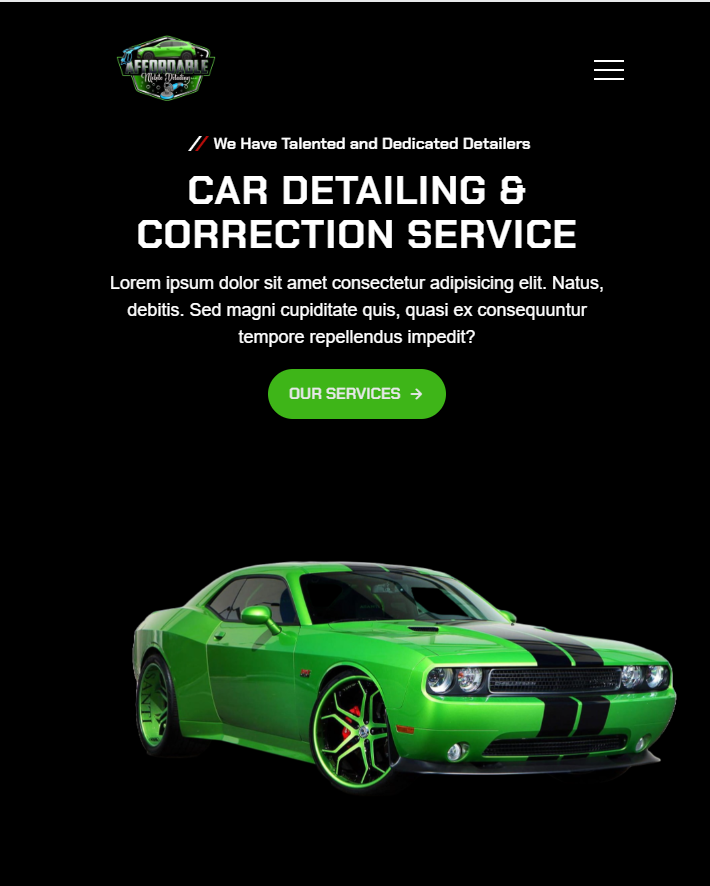 AFFORDABLE
Mobile Detailing
We Have Talented and Dedicated Detailers
CAR DETAILING &
CORRECTION SERVICE
Lorem ipsum dolor sit amet consectetur adipisicing elit. Natus,
debitis. Sed magni cupiditate quis, quasi ex consequuntur
tempore repellendus impedit?
OUR SERVICES →